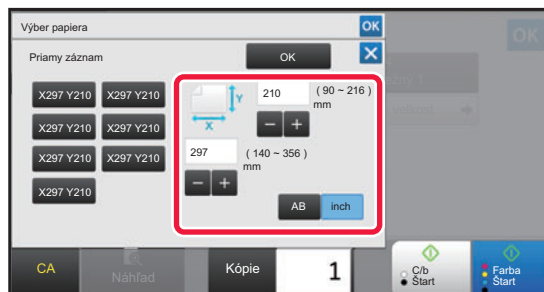 Výber papiera
OK
OK
Priamy záznam
OK
X297 Y210
X297 Y210
X297 Y210
X297 Y210
X297 Y210
X297 Y210
X297 Y210
Y
X
210
( 90 ~ 216 )
mm
297
( 140 ~ 356 )
mm
AB
inch
CA
Náhľad
Kópie
1
C/b
Štart
Farba
Štart